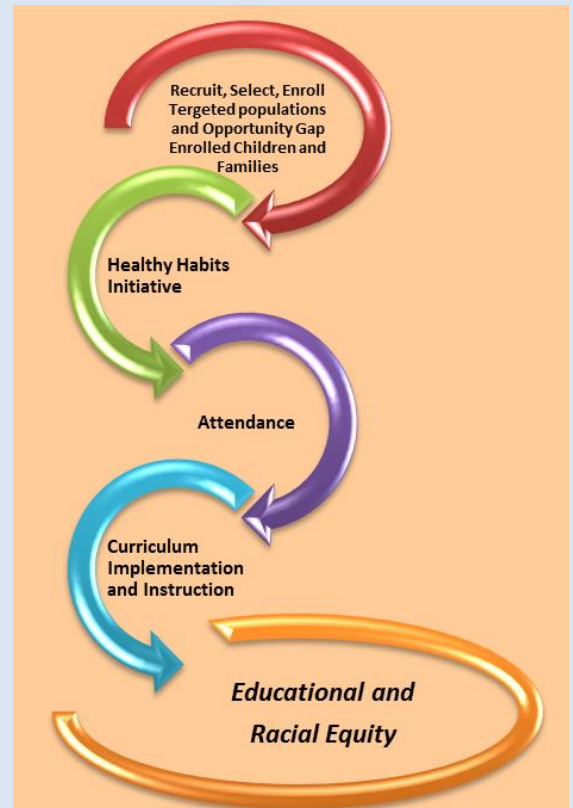 Recruit, Select, Enroll
Tergeted populations
and Opportunity Gap
Enrolled Children and
Families
Healthy Habits
Initiative
Attendance
Curriculum
Implementation
and Instruction
Educational and
Racial Equity